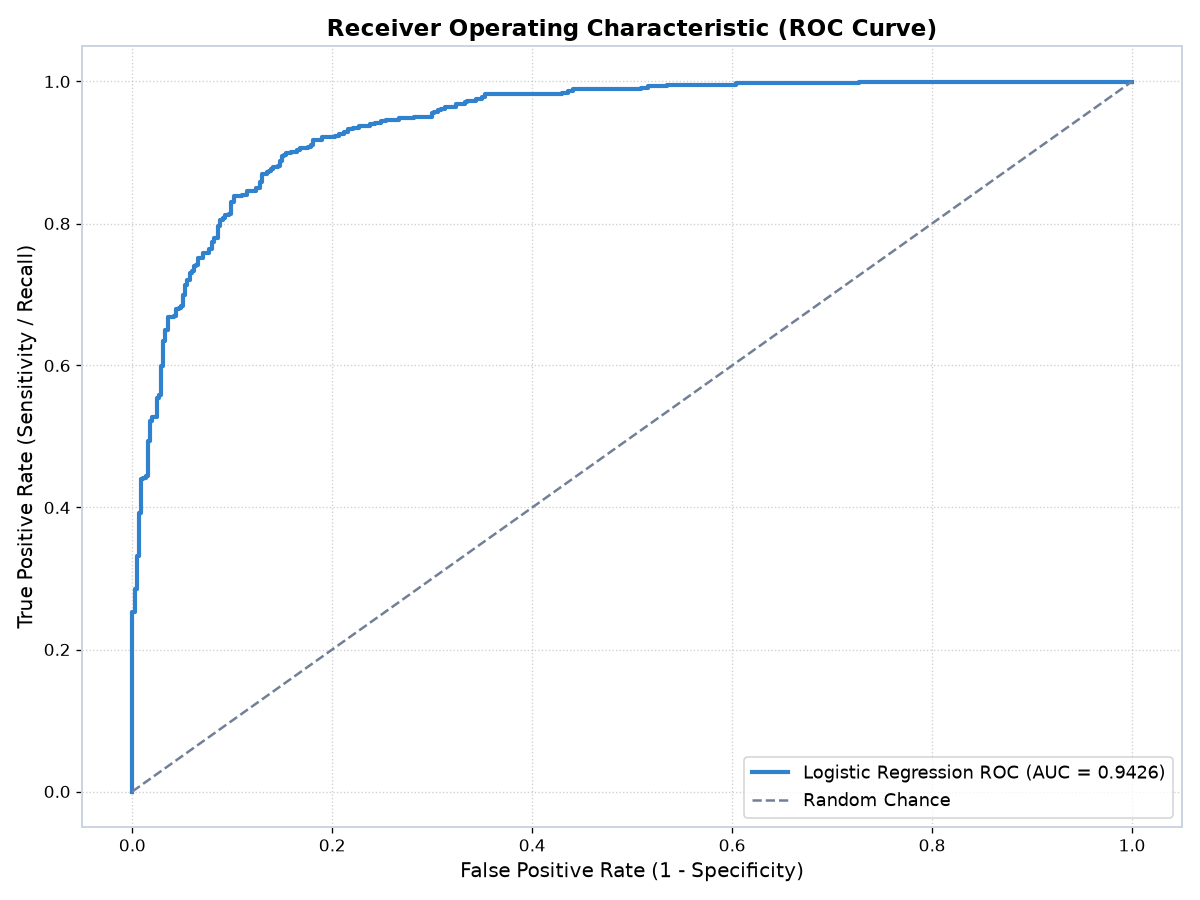 Receiver Operating Characteristic (ROC Curve)
True Positive Rate (Sensitivity / Recall)
1.0
0.8
0.6
0.4
0.2
0.0
Logistic Regression ROC (AUC = 0.9426)
Random Chance
0.0 0.2 0.4 0.6 0.8 1.0
False Positive Rate (1 - Specificity)